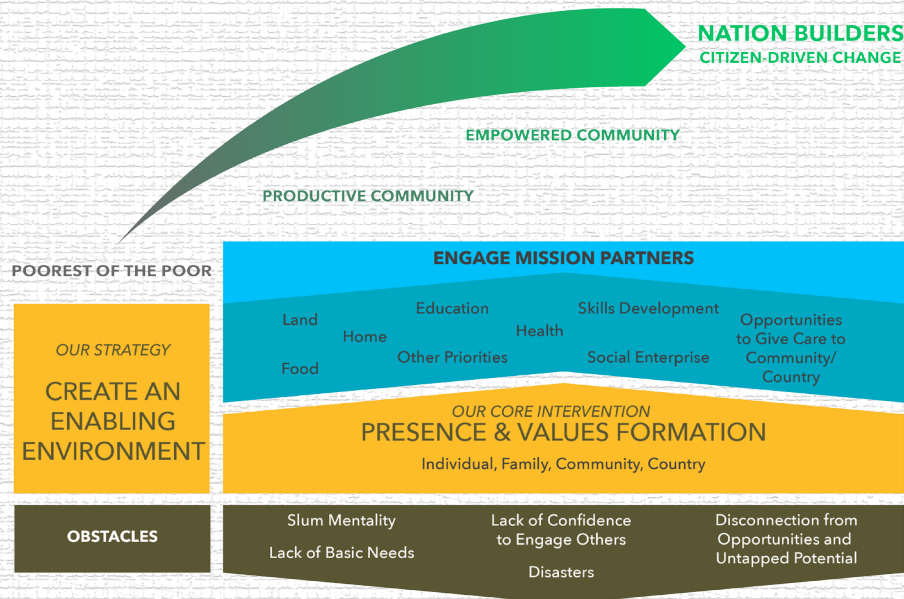 NATION BUILDERS
CITIZEN-DRIVEN CHANGE
EMPOWERED COMMUNITY
PRODUCTIVE COMMUNITY
POOREST OF THE POOR
ENGAGE MISSION PARTNERS
Land
Home
Food
Education
Other Priorities
Health
Skills Development
Social Enterprise
Opportunities
to Give Care to
Community/
Country
OUR STRATEGY
CREATE AN
ENABLING
ENVIRONMENT
OUR CORE INTERVENTION
PRESENCE & VALUES FORMATION
Individual, Family, Community, Country
OBSTACLES
Slum Mentality
Lack of Basic Needs
Lack of Confidence
to Engage Others
Disasters
Disconnection from
Opportunities and
Untapped Potential